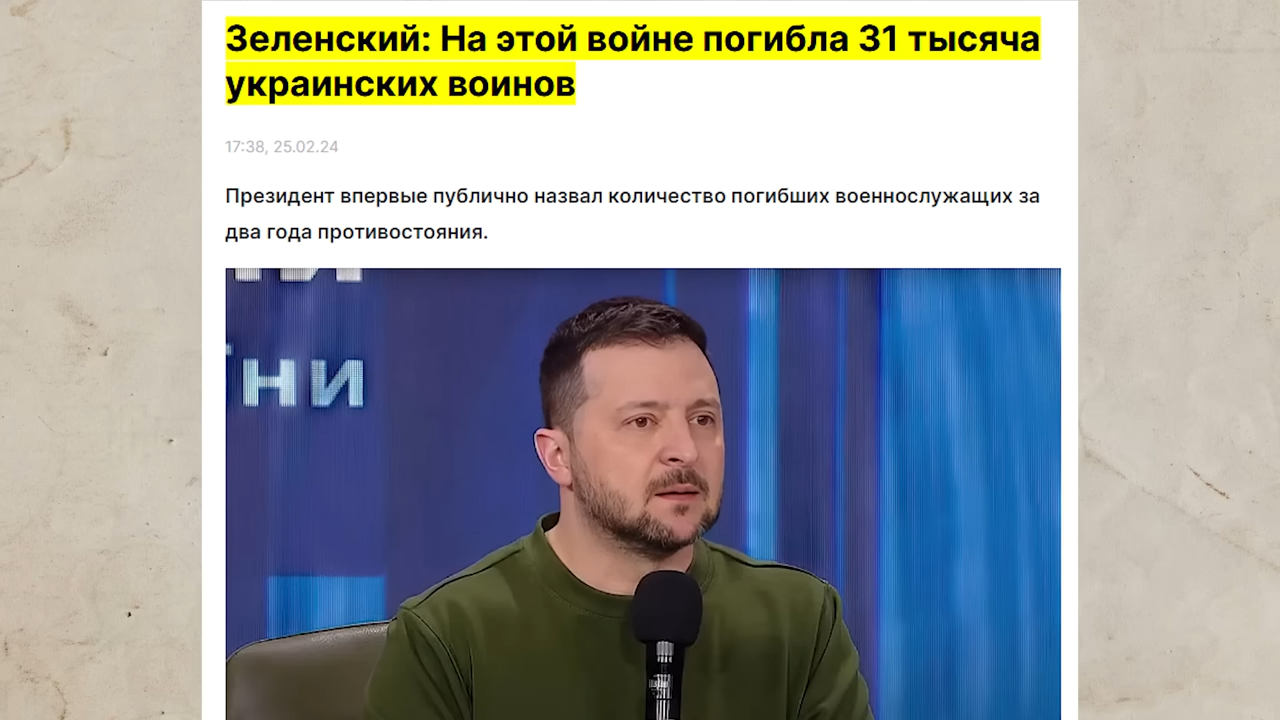 Зеленский: На этой войне погибла 31 тысяча
украинских воинов
17:38, 25.02.24
Президент впервые публично назвал количество погибших военнослужащих за
два года противостояния.
ни